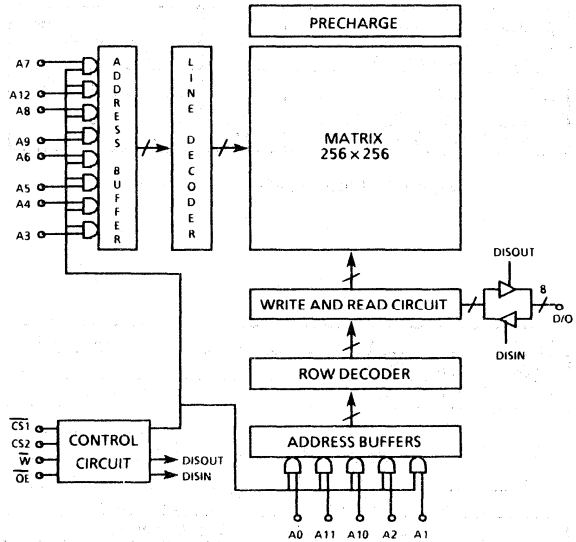 PRECHARGE
A7
A12
A8
A9
A6
A5
A4
A3
ADDRESS BUFFER
LINE DECODER
MATRIX
256 × 256
DISOUT
WRITE AND READ CIRCUIT
8
D/O
DISIN
ROW DECODER
CS1
CS2
W
OE
CONTROL
CIRCUIT
DISOUT
DISIN
ADDRESS BUFFERS
A0 A11 A10 A2 A1